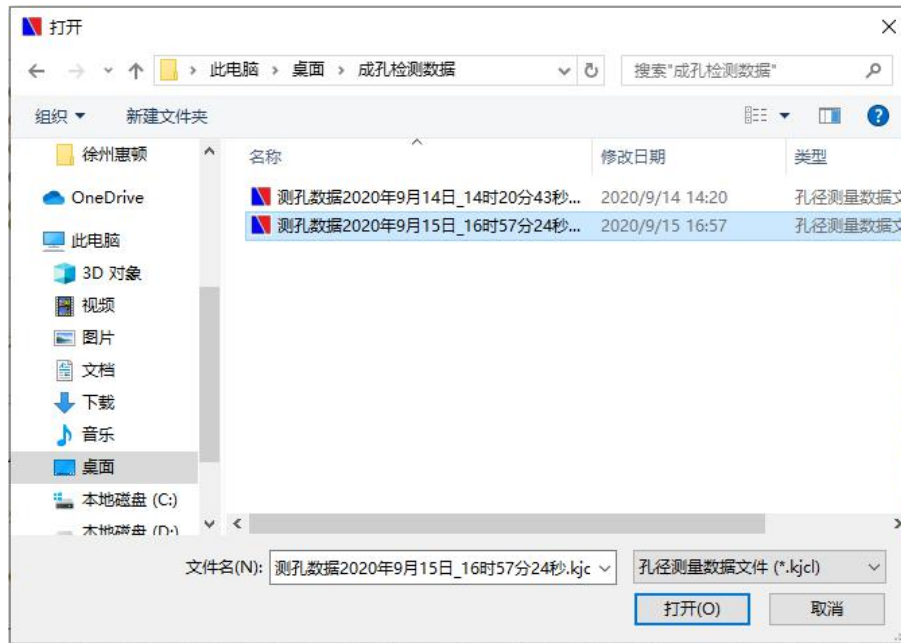 打开
此电脑 › 桌面 › 成孔检测数据
搜索"成孔检测数据"
组织
新建文件夹
名称
修改日期
类型
测孔数据2020年9月14日_14时20分43秒...
2020/9/14 14:20
孔径测量数据文
测孔数据2020年9月15日_16时57分24秒...
2020/9/15 16:57
孔径测量数据文
徐州惠顿
OneDrive
此电脑
3D 对象
视频
图片
文档
下载
音乐
桌面
本地磁盘 (C:)
本地磁盘 (D:)
文件名(N):
测孔数据2020年9月15日_16时57分24秒.kjc
孔径测量数据文件 (*.kjcl)
打开(O)
取消